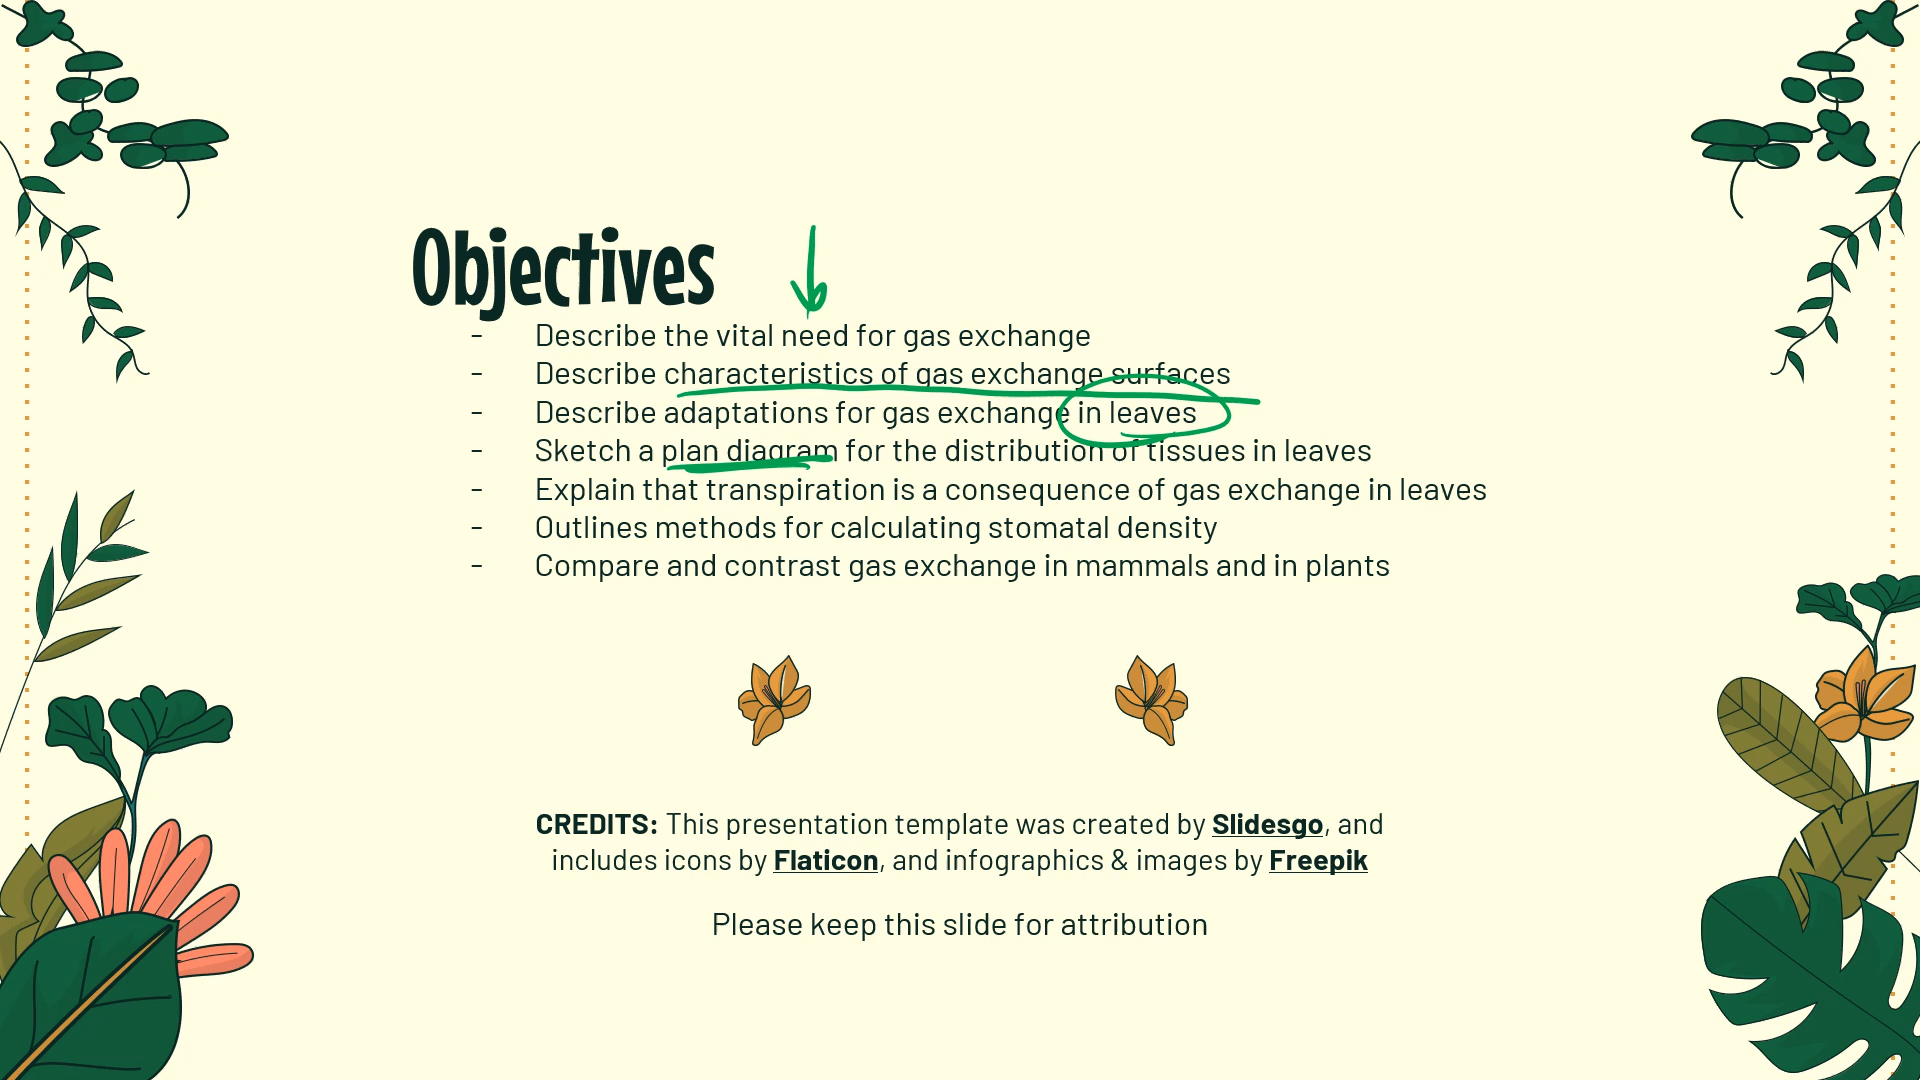 Objectives
- Describe the vital need for gas exchange
- Describe characteristics of gas exchange surfaces
- Describe adaptations for gas exchange in leaves
- Sketch a plan diagram for the distribution of tissues in leaves
- Explain that transpiration is a consequence of gas exchange in leaves
- Outlines methods for calculating stomatal density
- Compare and contrast gas exchange in mammals and in plants
CREDITS: This presentation template was created by Slidesgo, and
includes icons by Flaticon, and infographics & images by Freepik
Please keep this slide for attribution